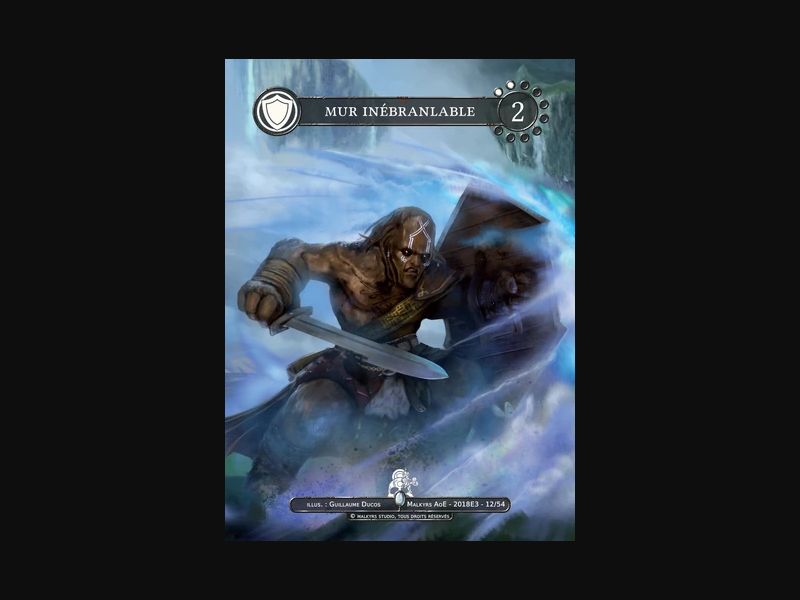 MUR INÉBRANLABLE
2
ILLUS. : GUILLAUME DUCOS
MALKYRS AOE - 2018E3 - 12/54
© MALKYRS STUDIO, TOUS DROITS RÉSERVÉS